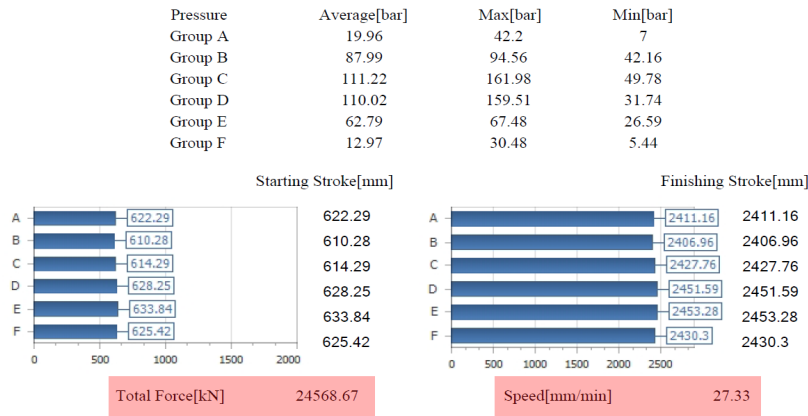 Pressure Average[bar] Max[bar] Min[bar]
Group A 19.96 42.2 7
Group B 87.99 94.56 42.16
Group C 111.22 161.98 49.78
Group D 110.02 159.51 31.74
Group E 62.79 67.48 26.59
Group F 12.97 30.48 5.44
Starting Stroke[mm]
A 622.29 622.29
B 610.28 610.28
C 614.29 614.29
D 628.25 628.25
E 633.84 633.84
F 625.42 625.42
0 500 1000 1500 2000
Total Force[kN] 24568.67
Finishing Stroke[mm]
A 2411.16 2411.16
B 2406.96 2406.96
C 2427.76 2427.76
D 2451.59 2451.59
E 2453.28 2453.28
F 2430.3 2430.3
0 500 1000 1500 2000 2500
Speed[mm/min] 27.33